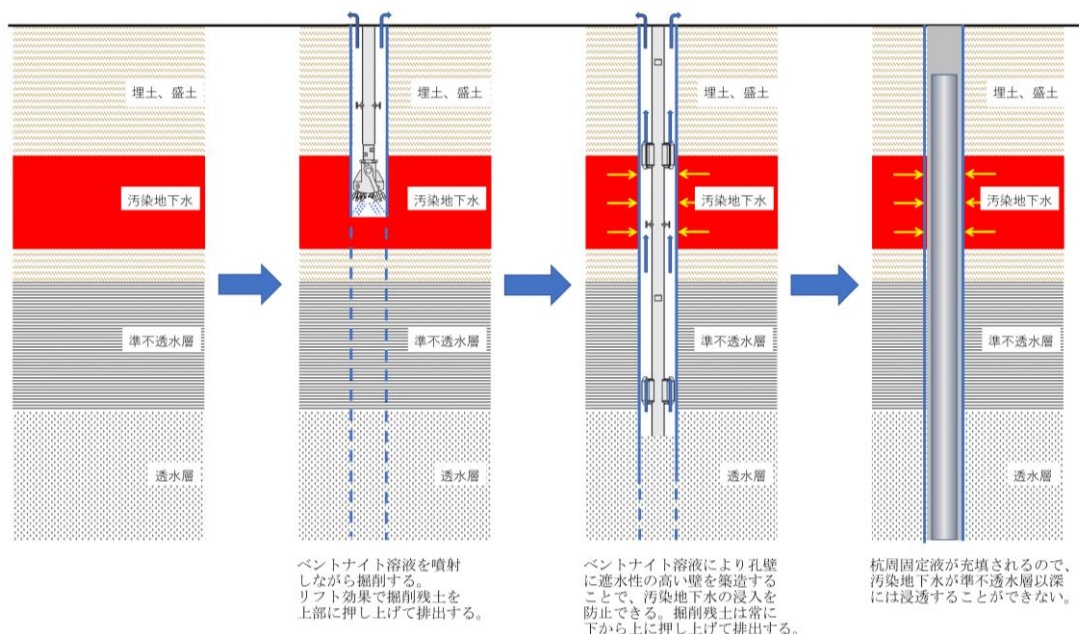 埋土、盛土
汚染地下水
準不透水層
透水層
埋土、盛土
汚染地下水
準不透水層
透水層
ベントナイト溶液を噴射
しながら掘削する。
リフト効果で掘削残土を
上部に押し上げて排出する。
埋土、盛土
汚染地下水
準不透水層
透水層
ベントナイト溶液により孔壁
に遮水性の高い壁を築造する
ことで、汚染地下水の浸入を
防止できる。掘削残土は常に
下から上に押し上げて排出する。
埋土、盛土
汚染地下水
準不透水層
透水層
杭周固定液が充填されるので、
汚染地下水が準不透水層以深
には浸透することができない。